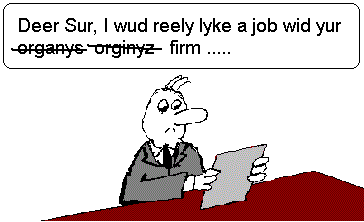 Deer Sur, I wud reely lyke a job wid yur
organys orginyz firm .....